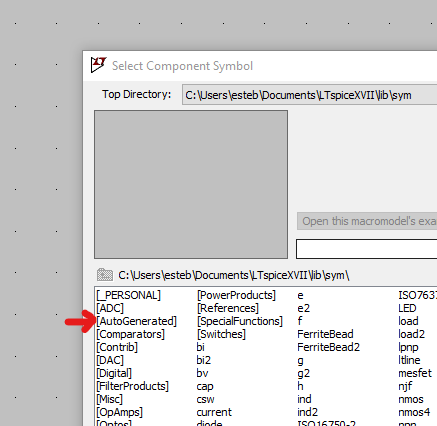 Select Component Symbol
Top Directory: C:\Users\esteb\Documents\LTspiceXVII\lib\sym
Open this macromodel's exa
C:\Users\esteb\Documents\LTspiceXVII\lib\sym\
[_PERSONAL] [PowerProducts] e ISO7637
[ADC] [References] e2 LED
[AutoGenerated] [SpecialFunctions] f load
[Comparators] [Switches] FerriteBead load2
[Contrib] bi FerriteBead2 lpnp
[DAC] bi2 g ltline
[Digital] bv g2 mesfet
[FilterProducts] cap h njf
[Misc] csw ind nmos
[OpAmps] current ind2 nmos4
[Optos] diode ISO16750-2 npn